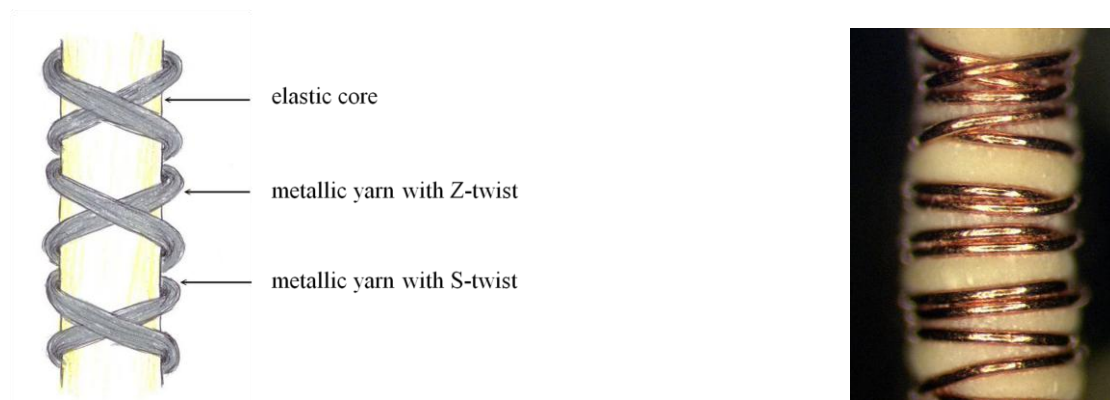 elastic core
metallic yarn with Z-twist
metallic yarn with S-twist